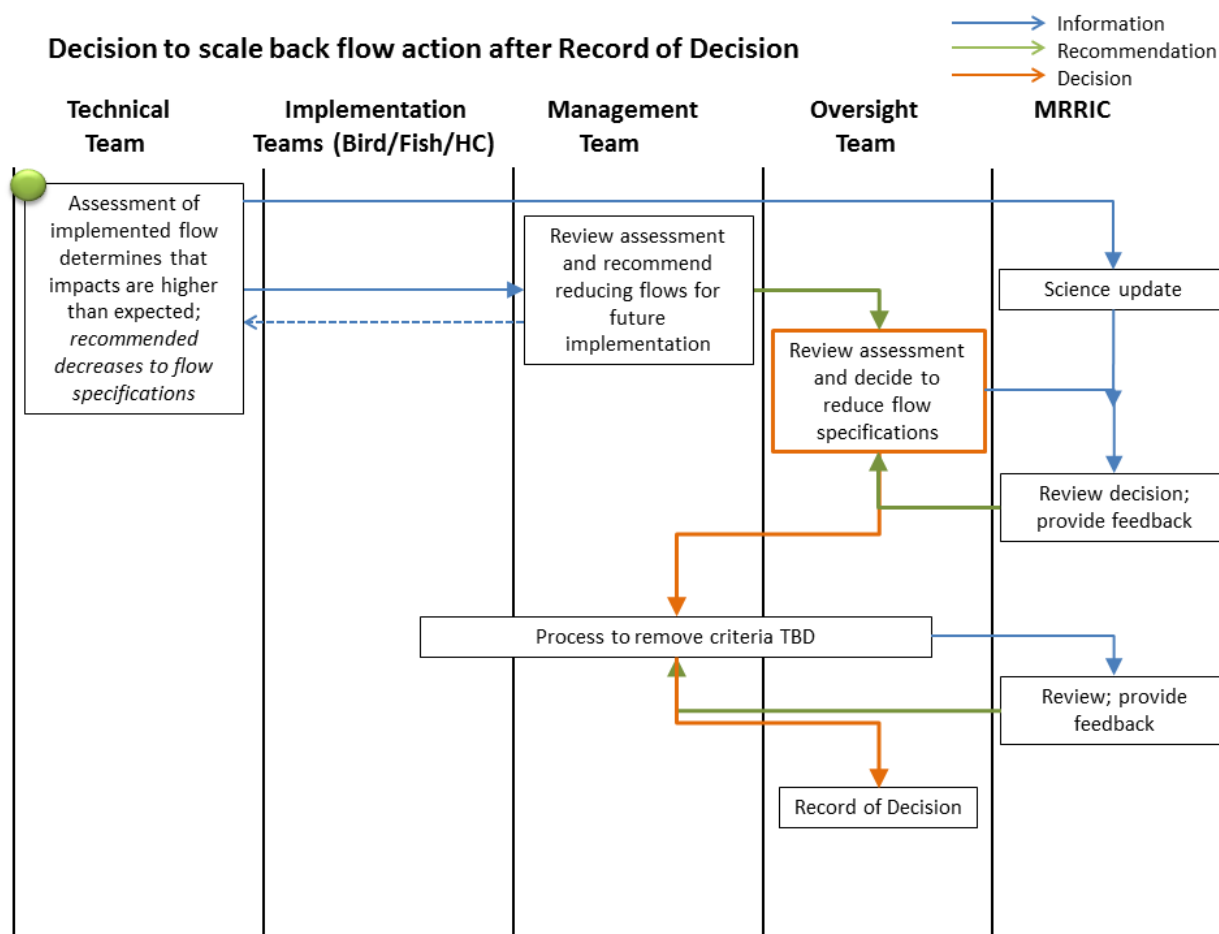 Decision to scale back flow action after Record of Decision
Information
Recommendation
Decision
Technical
Team
Implementation
Teams (Bird/Fish/HC)
Management
Team
Oversight
Team
MRRIC
Assessment of
implemented flow
determines that
impacts are higher
than expected;
recommended
decreases to flow
specifications
Review assessment
and recommend
reducing flows for
future
implementation
Science update
Review assessment
and decide to
reduce flow
specifications
Review decision;
provide feedback
Process to remove criteria TBD
Review; provide
feedback
Record of Decision